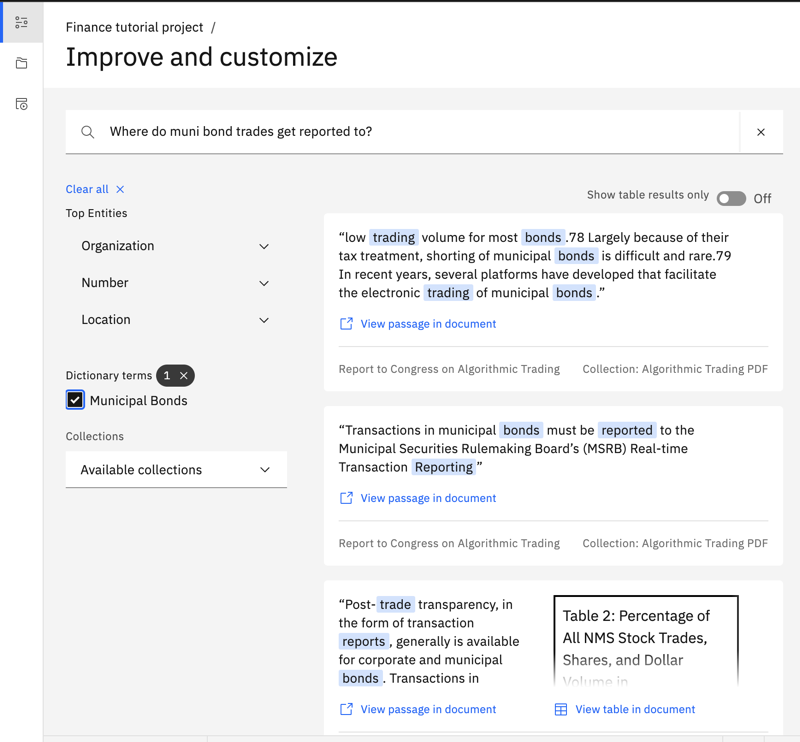 Finance tutorial project /
Improve and customize
Where do muni bond trades get reported to?
Clear all
Top Entities
Organization
Number
Location
Dictionary terms 1
Municipal Bonds
Collections
Available collections
Show table results only Off
“low trading volume for most bonds .78 Largely because of their
tax treatment, shorting of municipal bonds is difficult and rare.79
In recent years, several platforms have developed that facilitate
the electronic trading of municipal bonds .”
View passage in document
Report to Congress on Algorithmic Trading Collection: Algorithmic Trading PDF
“Transactions in municipal bonds must be reported to the
Municipal Securities Rulemaking Board’s (MSRB) Real-time
Transaction Reporting ”
View passage in document
Report to Congress on Algorithmic Trading Collection: Algorithmic Trading PDF
“Post- trade transparency, in
the form of transaction
reports , generally is available
for corporate and municipal
bonds . Transactions in
View passage in document
Table 2: Percentage of
All NMS Stock Trades,
Shares, and Dollar
Volume in
View table in document